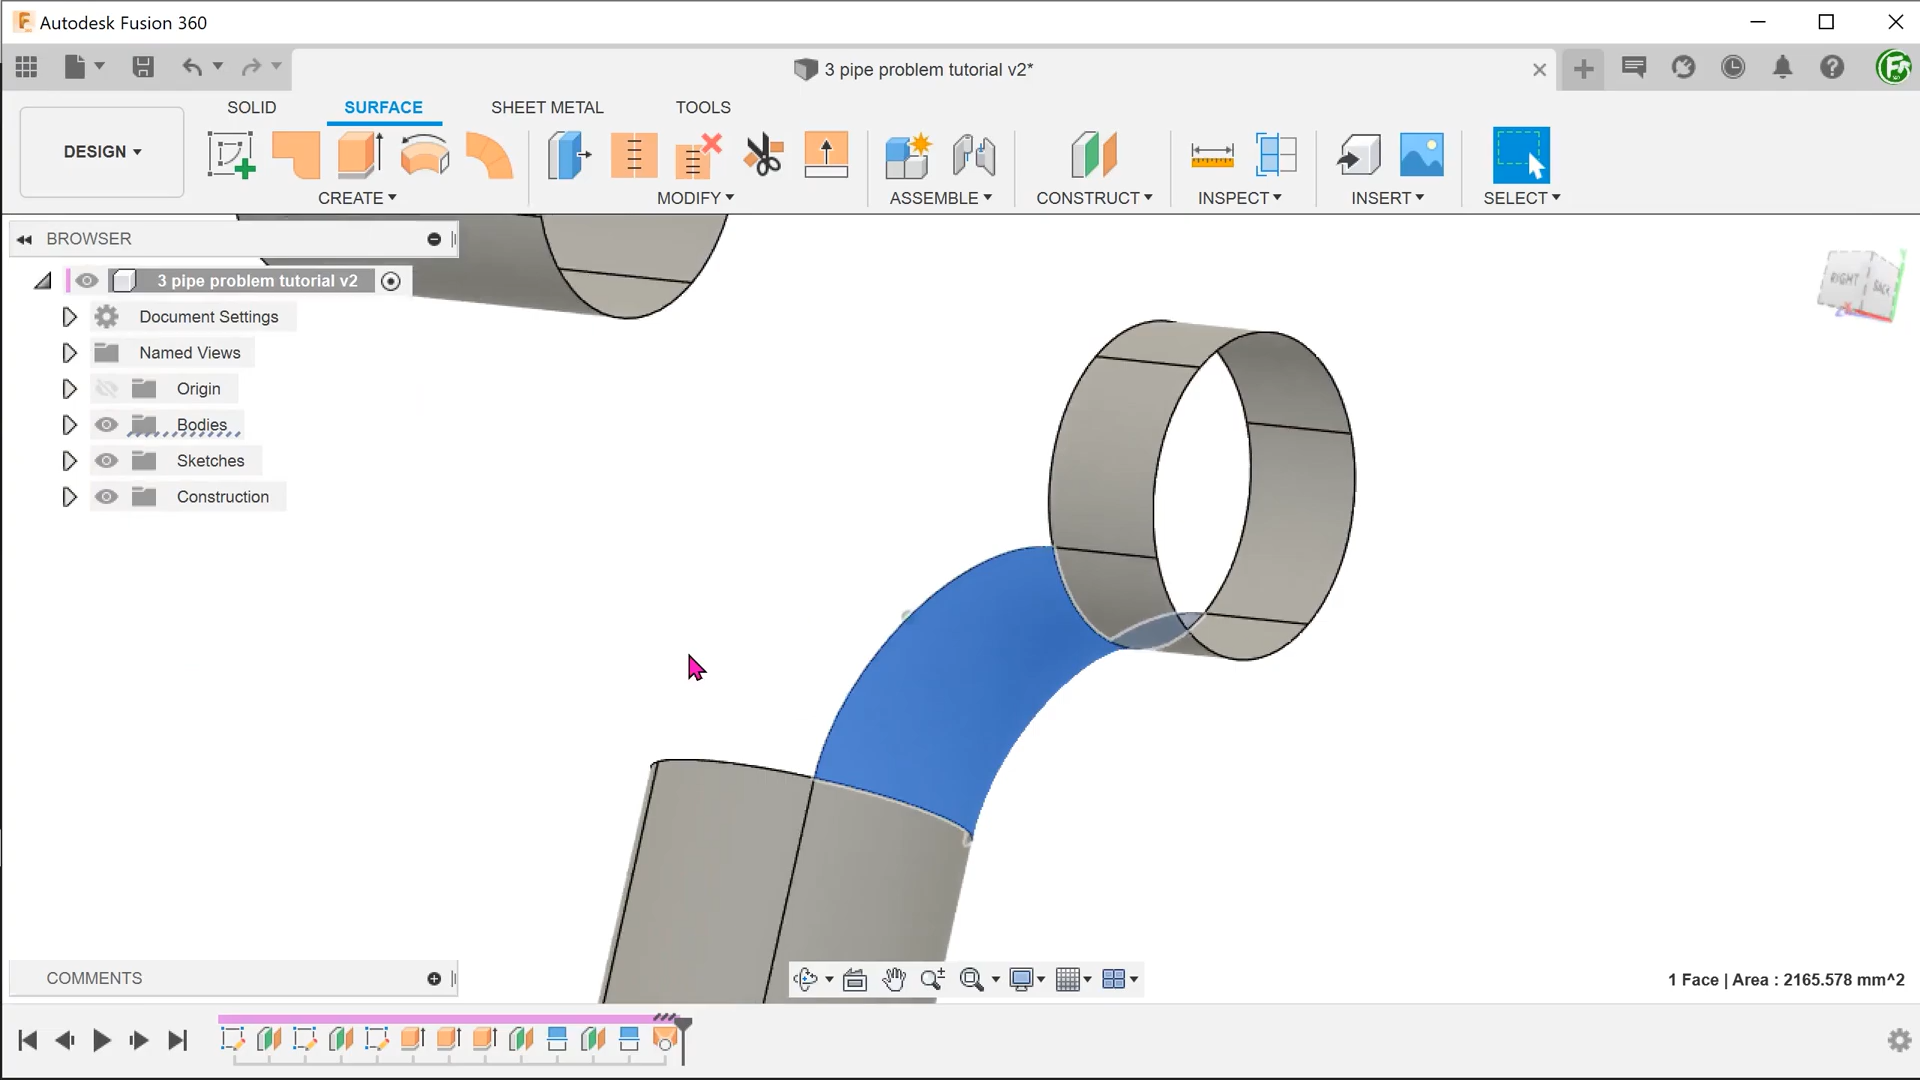 Autodesk Fusion 360
3 pipe problem tutorial v2*
SOLID SURFACE SHEET METAL TOOLS
DESIGN
CREATE MODIFY ASSEMBLE CONSTRUCT INSPECT INSERT SELECT
BROWSER
3 pipe problem tutorial v2
Document Settings
Named Views
Origin
Bodies
Sketches
Construction
RIGHT BACK
COMMENTS
1 Face | Area : 2165.578 mm^2